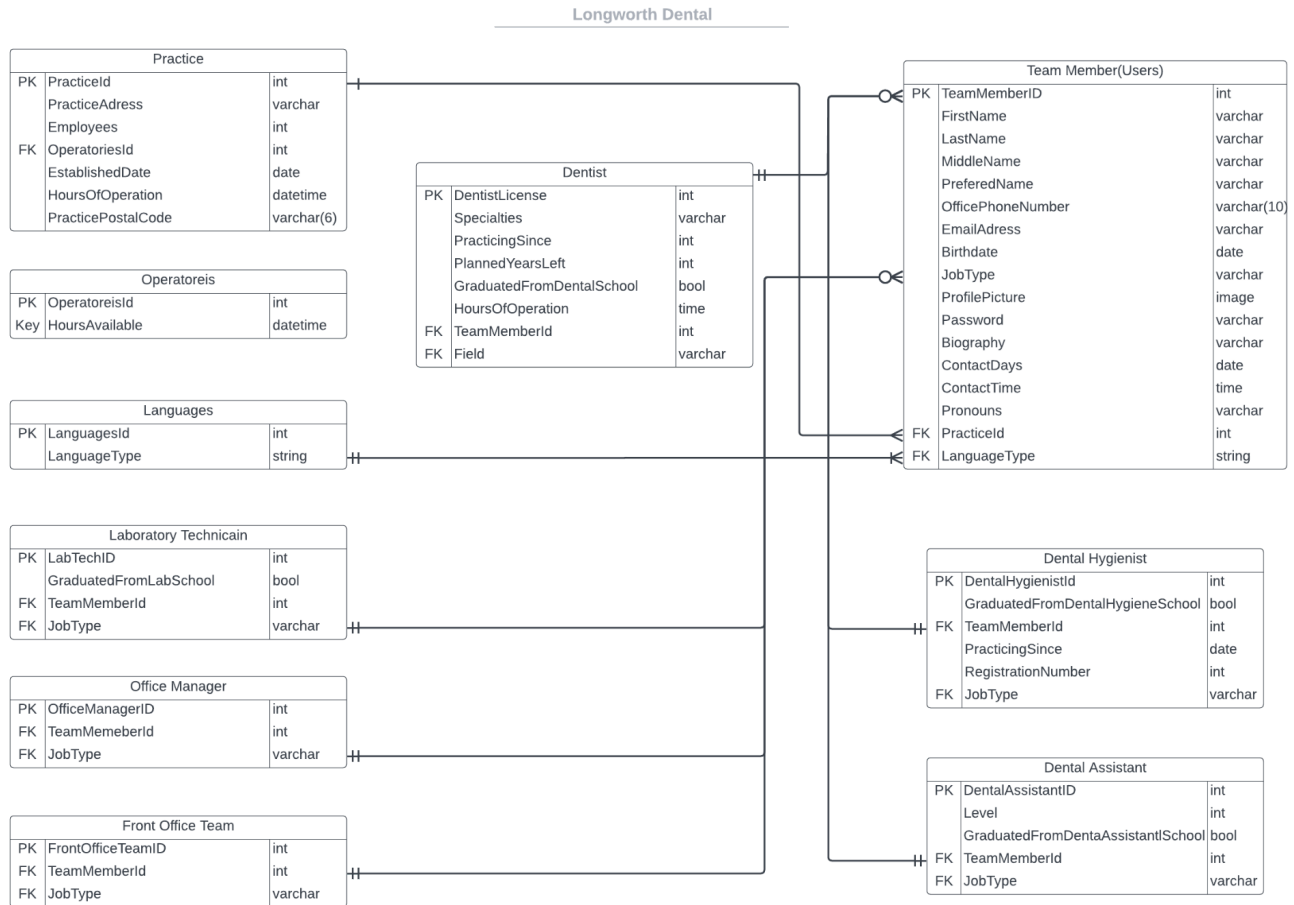 Longworth Dental
Practice
PK PracticeId int
PracticeAdress varchar
Employees int
FK OperatoriesId int
EstablishedDate date
HoursOfOperation datetime
PracticePostalCode varchar(6)
Operatoreis
PK OperatoreisId int
Key HoursAvailable datetime
Languages
PK LanguagesId int
LanguageType string
Laboratory Technicain
PK LabTechID int
GraduatedFromLabSchool bool
FK TeamMemberId int
FK JobType varchar
Office Manager
PK OfficeManagerID int
FK TeamMemeberId int
FK JobType varchar
Front Office Team
PK FrontOfficeTeamID int
FK TeamMemberId int
FK JobType varchar
Dentist
PK DentistLicense int
Specialties varchar
PracticingSince int
PlannedYearsLeft int
GraduatedFromDentalSchool bool
HoursOfOperation time
FK TeamMemberId int
FK Field varchar
Team Member(Users)
PK TeamMemberID int
FirstName varchar
LastName varchar
MiddleName varchar
PreferedName varchar
OfficePhoneNumber varchar(10)
EmailAdress varchar
Birthdate date
JobType varchar
ProfilePicture image
Password varchar
Biography varchar
ContactDays date
ContactTime time
Pronouns varchar
FK PracticeId int
FK LanguageType string
Dental Hygienist
PK DentalHygienistId int
GraduatedFromDentalHygieneSchool bool
FK TeamMemberId int
PracticingSince date
RegistrationNumber int
FK JobType varchar
Dental Assistant
PK DentalAssistantID int
Level int
GraduatedFromDentaAssistantlSchool bool
FK TeamMemberId int
FK JobType varchar